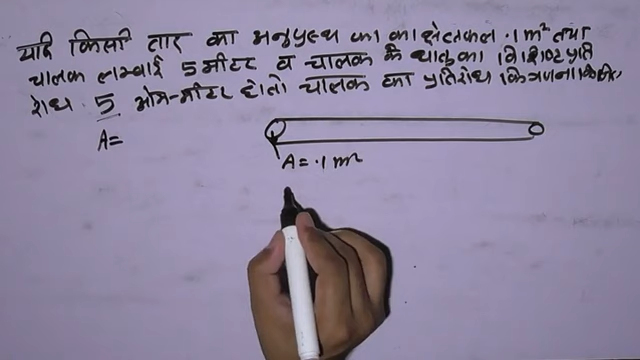 यदि किसी तार का अनुप्रस्थ का का क्षेत्रफल .1 m² तथा
चालक लम्बाई 5 मीटर व चालक के धातु का विशिष्ट प्रति
रोध 5 ओम-मीटर हो तो चालक का प्रतिरोध कि गणना किजिए
A=
A = .1 m²